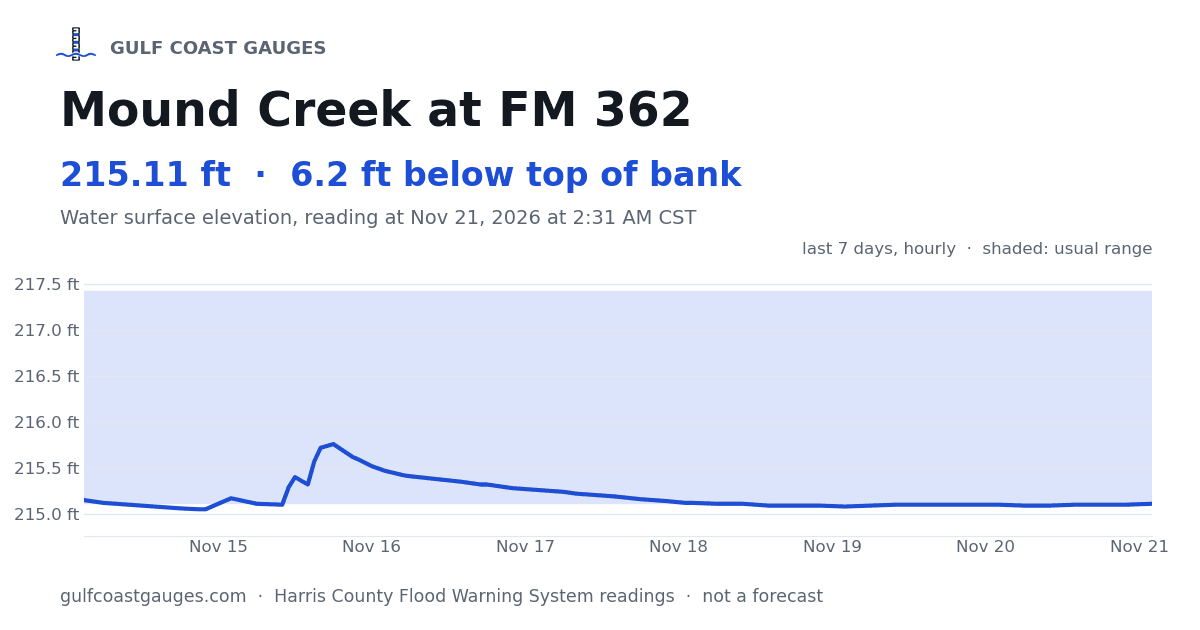 GULF COAST GAUGES
Mound Creek at FM 362
215.11 ft · 6.2 ft below top of bank
Water surface elevation, reading at Nov 21, 2026 at 2:31 AM CST
last 7 days, hourly · shaded: usual range
217.5 ft
217.0 ft
216.5 ft
216.0 ft
215.5 ft
215.0 ft
Nov 15 Nov 16 Nov 17 Nov 18 Nov 19 Nov 20 Nov 21
gulfcoastgauges.com · Harris County Flood Warning System readings · not a forecast